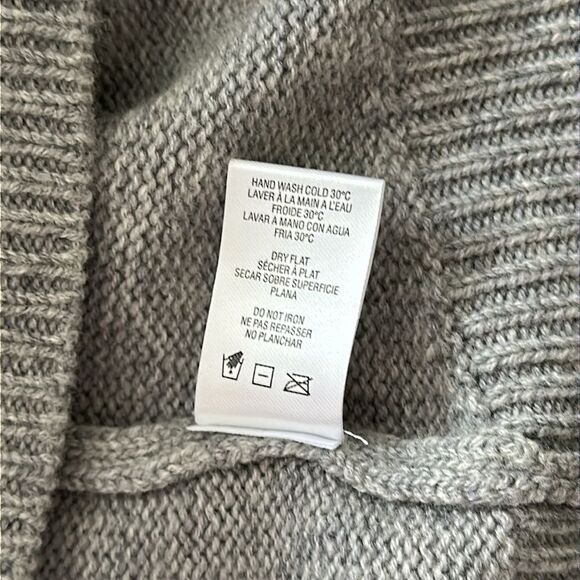 HAND WASH COLD 30°C
LAVER À LA MAIN A L'EAU
FROIDE 30°C
LAVAR A MANO CON AGUA
FRIA 30°C
DRY FLAT
SÉCHER À PLAT
SECAR SOBRE SUPERFICIE
PLANA
DO NOT IRON
NE PAS REPASSER
NO PLANCHAR